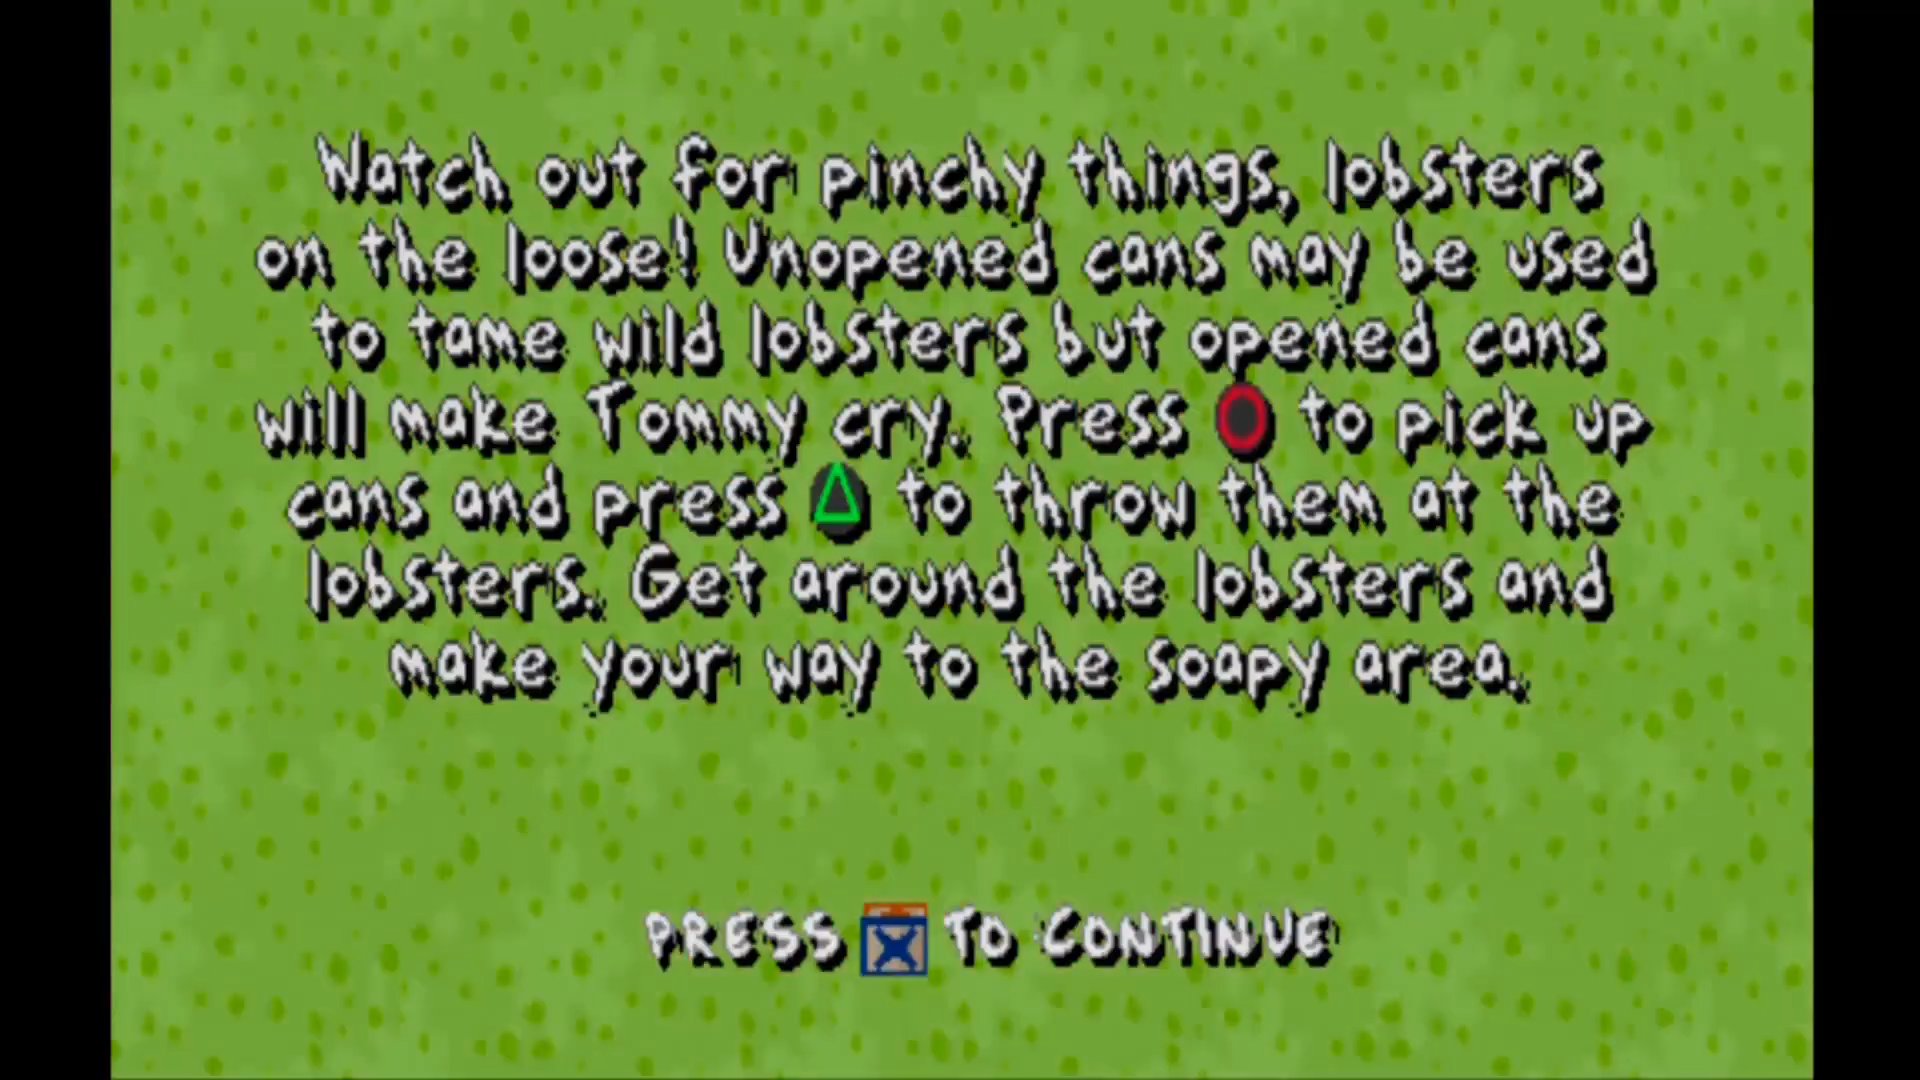 Watch out for pinchy things, lobsters
on the loose! Unopened cans may be used
to tame wild lobsters but opened cans
will make Tommy cry. Press O to pick up
cans and press △ to throw them at the
lobsters. Get around the lobsters and
make your way to the soapy area.
PRESS X TO CONTINUE